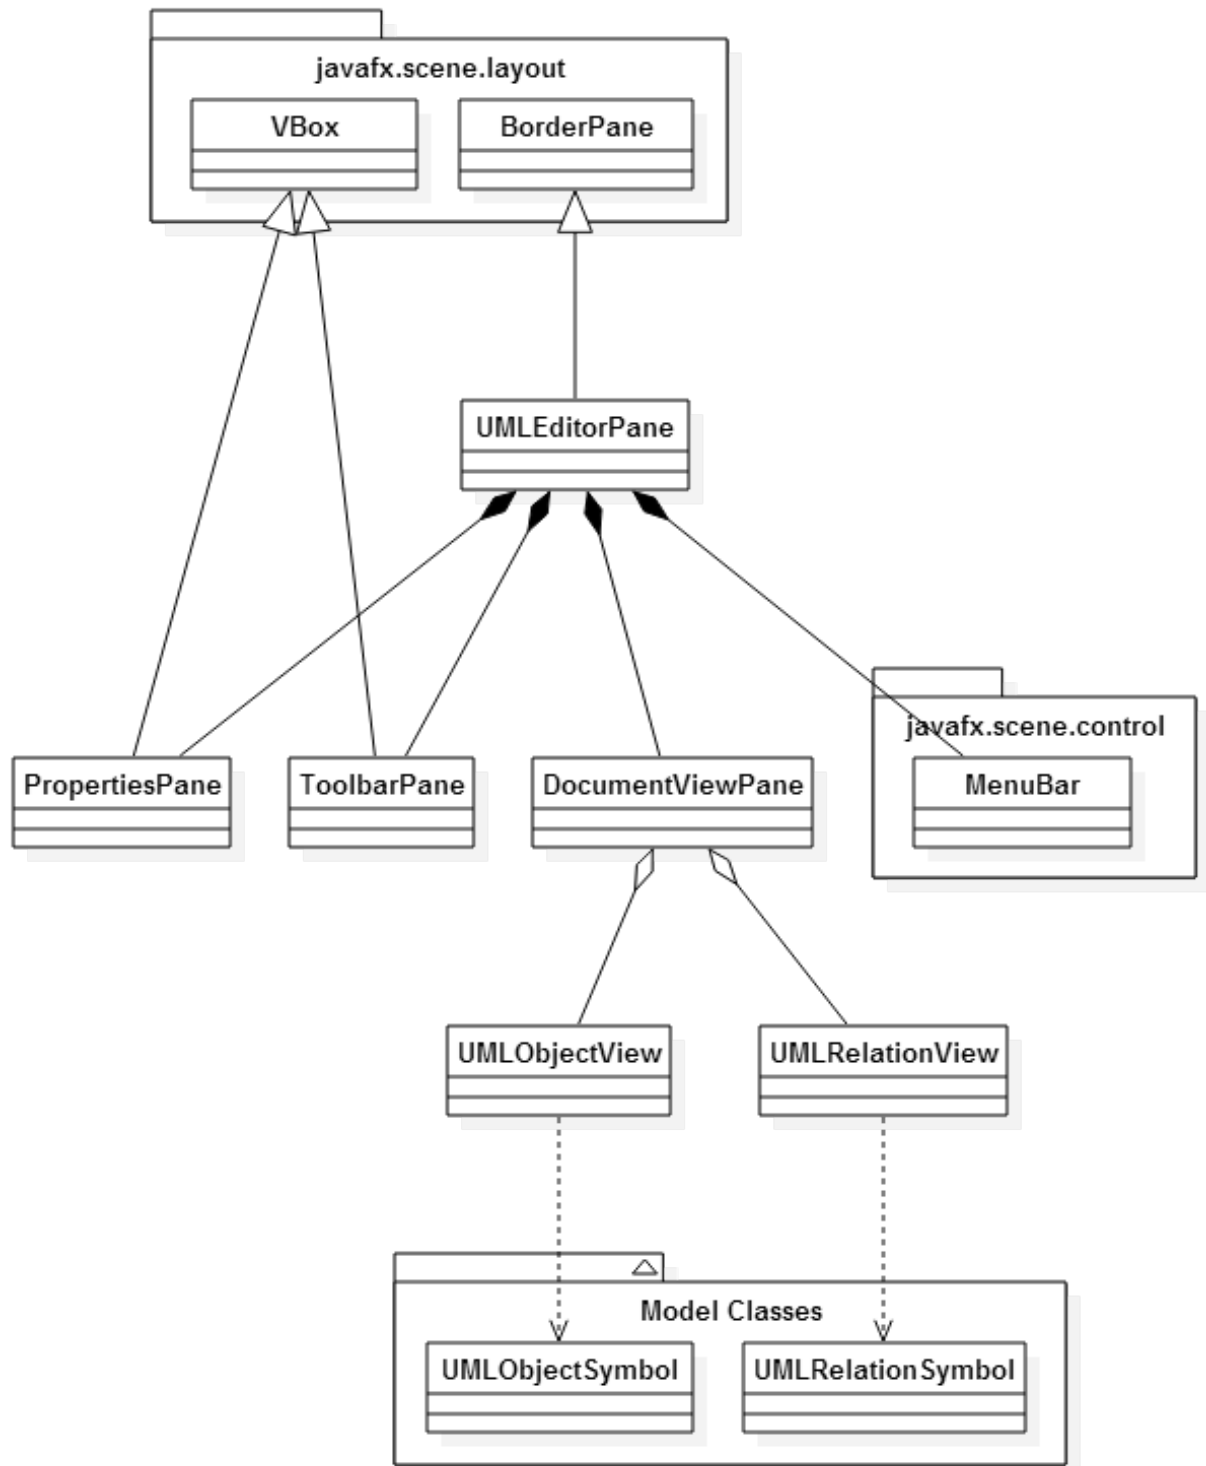 javafx.scene.layout
VBox
BorderPane
UMLEditorPane
javafx.scene.control
PropertiesPane
ToolbarPane
DocumentViewPane
MenuBar
UMLObjectView
UMLRelationView
Model Classes
UMLObjectSymbol
UMLRelationSymbol